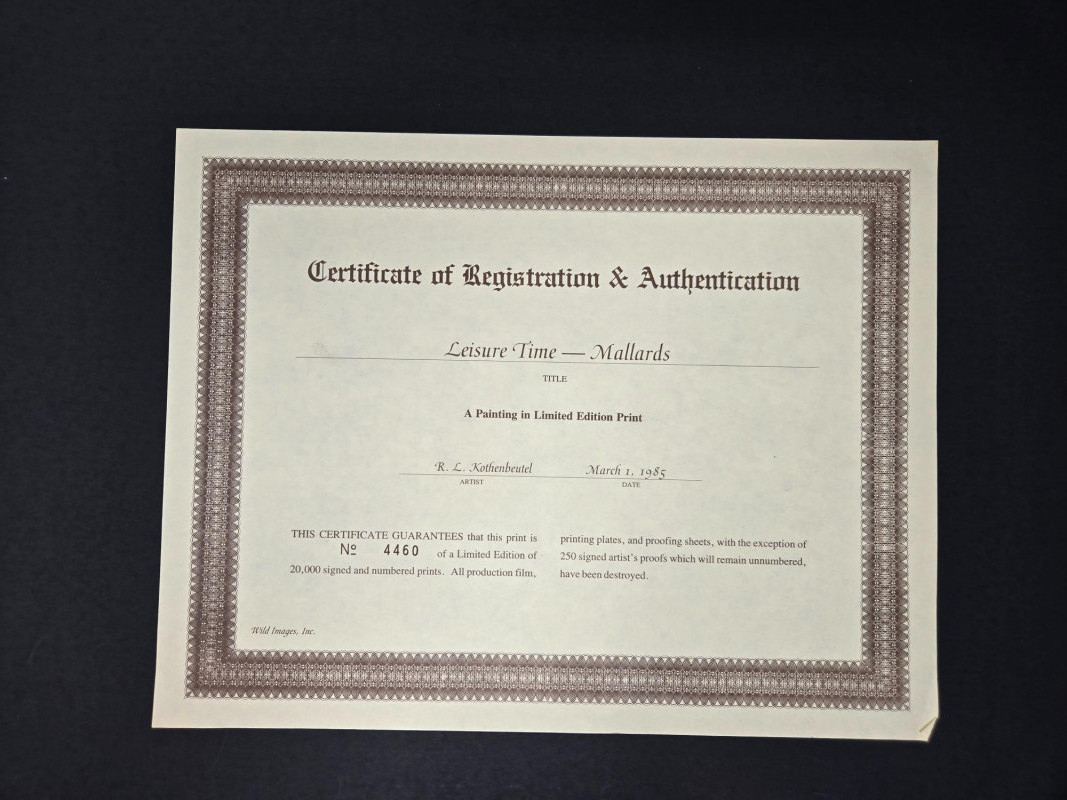 Certificate of Registration & Authentication
Leisure Time — Mallards
TITLE
A Painting in Limited Edition Print
R. L. Kothenbeutel March 1, 1985
ARTIST DATE
THIS CERTIFICATE GUARANTEES that this print is
Nº 4460 of a Limited Edition of
20,000 signed and numbered prints. All production film,
printing plates, and proofing sheets, with the exception of
250 signed artist's proofs which will remain unnumbered,
have been destroyed.
Wild Images, Inc.